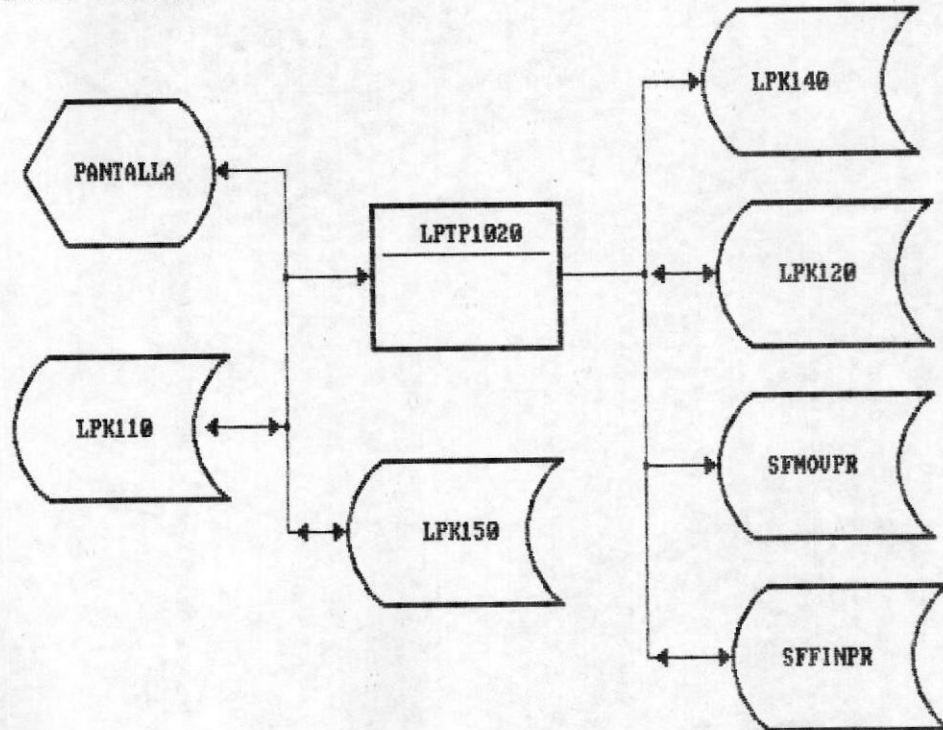 LPK140
PANTALLA
LPTP1020
LPK120
LPK110
SFMOVPR
LPK150
SFFINPR